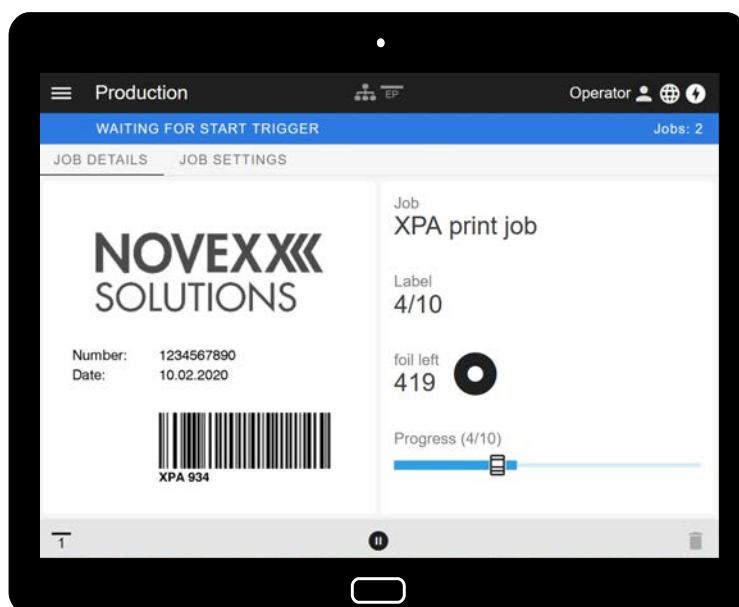 Production EP Operator
WAITING FOR START TRIGGER Jobs: 2
JOB DETAILS JOB SETTINGS
NOVEXX
SOLUTIONS
Number: 1234567890
Date: 10.02.2020
XPA 934
Job
XPA print job
Label
4/10
foil left
419
Progress (4/10)
1